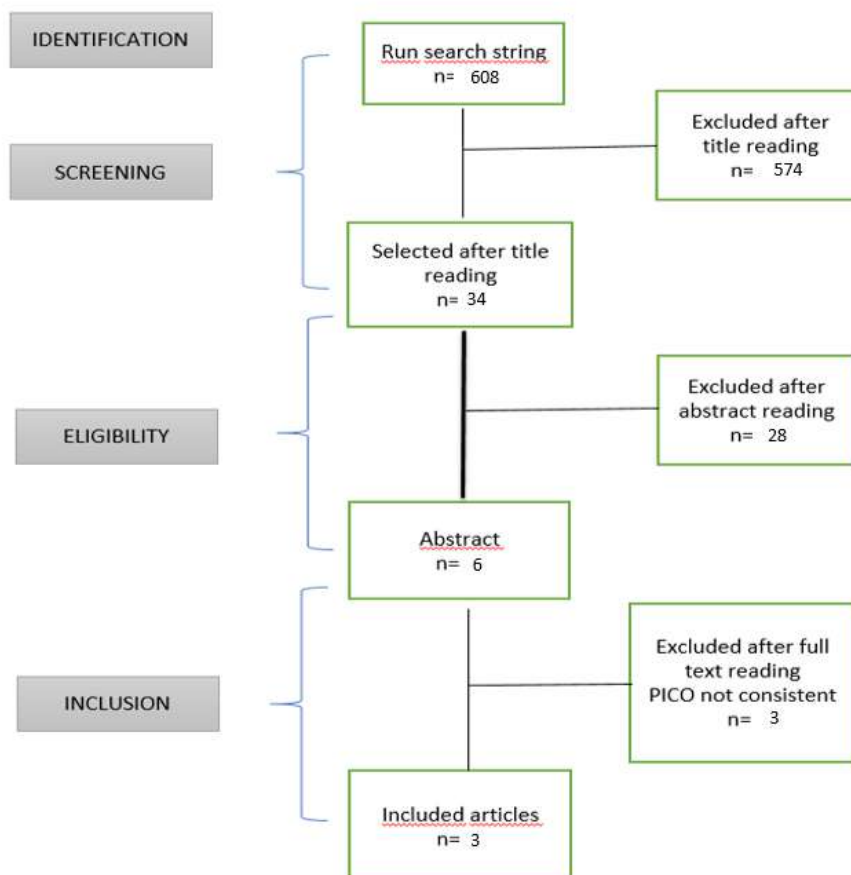 IDENTIFICATION
Run search string
n= 608
Excluded after
title reading
n= 574
SCREENING
Selected after title
reading
n= 34
Excluded after
abstract reading
n= 28
ELIGIBILITY
Abstract
n= 6
Excluded after full
text reading
PICO not consistent
n= 3
INCLUSION
Included articles
n= 3